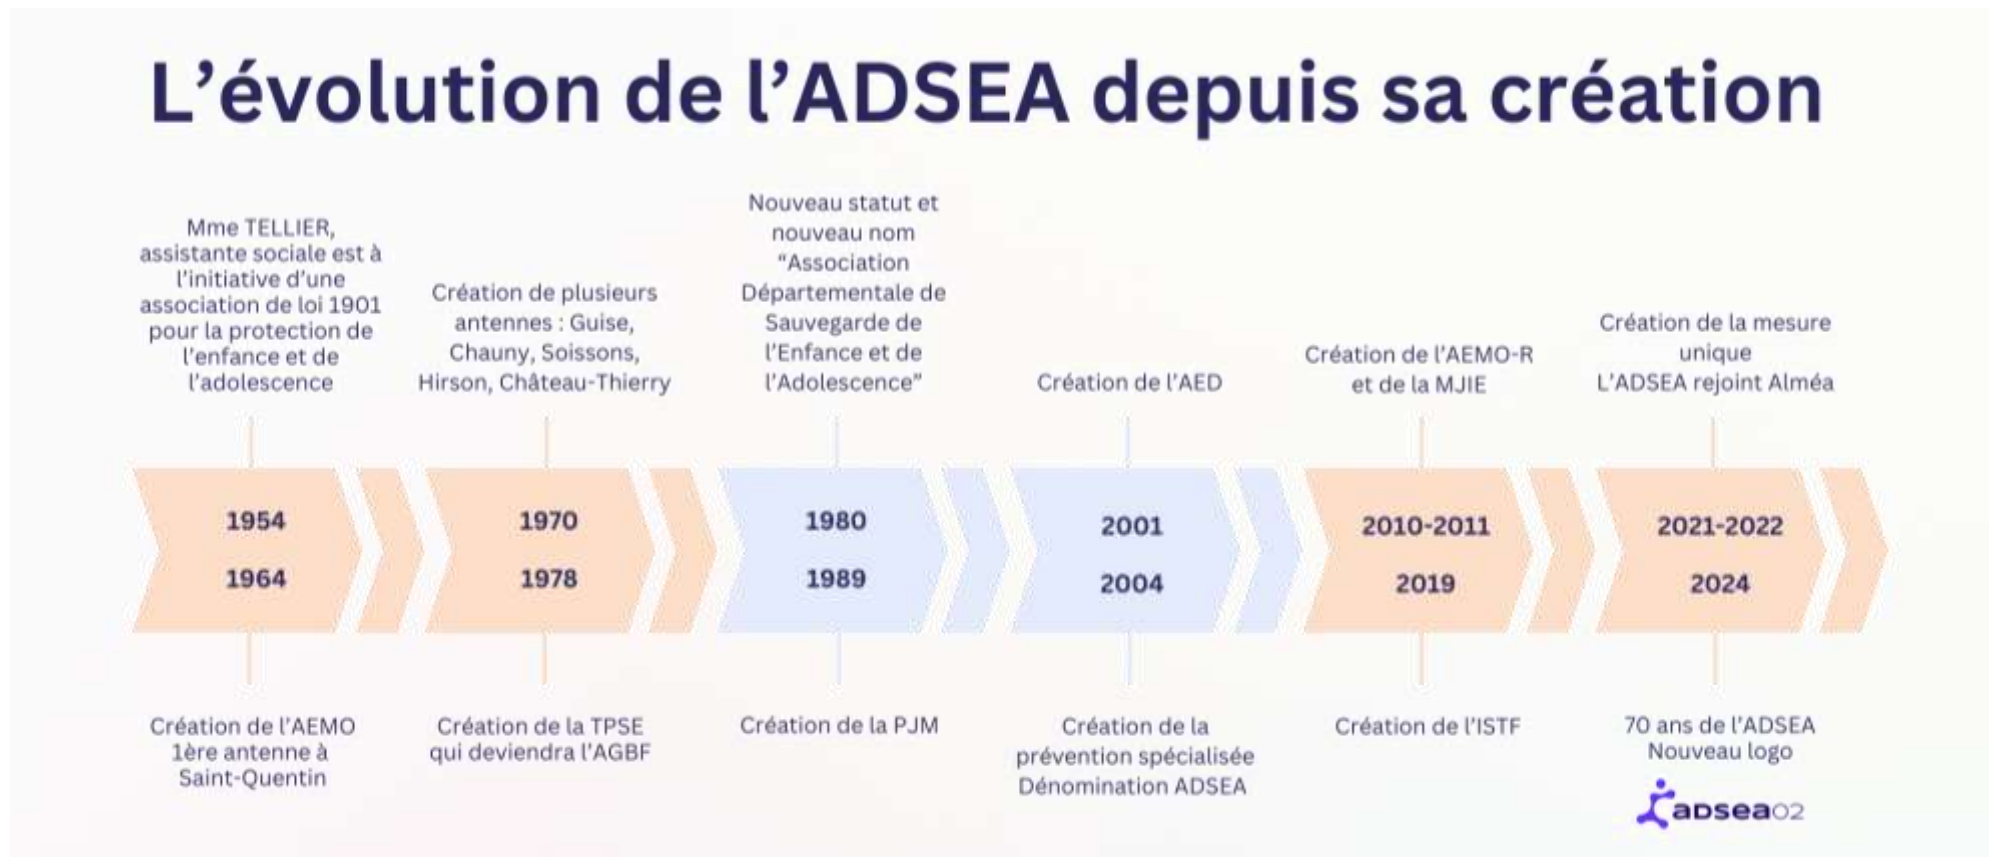 L’évolution de l’ADSEA depuis sa création
Mme TELLIER,
assistante sociale est à
l’initiative d’une
association de loi 1901
pour la protection de
l’enfance et de
l’adolescence
Création de plusieurs
antennes : Guise,
Chauny, Soissons,
Hirson, Château-Thierry
Nouveau statut et
nouveau nom
“Association
Départementale de
Sauvegarde de
l’Enfance et de
l’Adolescence”
Création de l’AED
Création de l’AEMO-R
et de la MJIE
Création de la mesure
unique
L’ADSEA rejoint Alméa
1954
1964
1970
1978
1980
1989
2001
2004
2010-2011
2019
2021-2022
2024
Création de l’AEMO
1ère antenne à
Saint-Quentin
Création de la TPSE
qui deviendra l’AGBF
Création de la PJM
Création de la
prévention spécialisée
Dénomination ADSEA
Création de l’ISTF
70 ans de l’ADSEA
Nouveau logo
adsea02